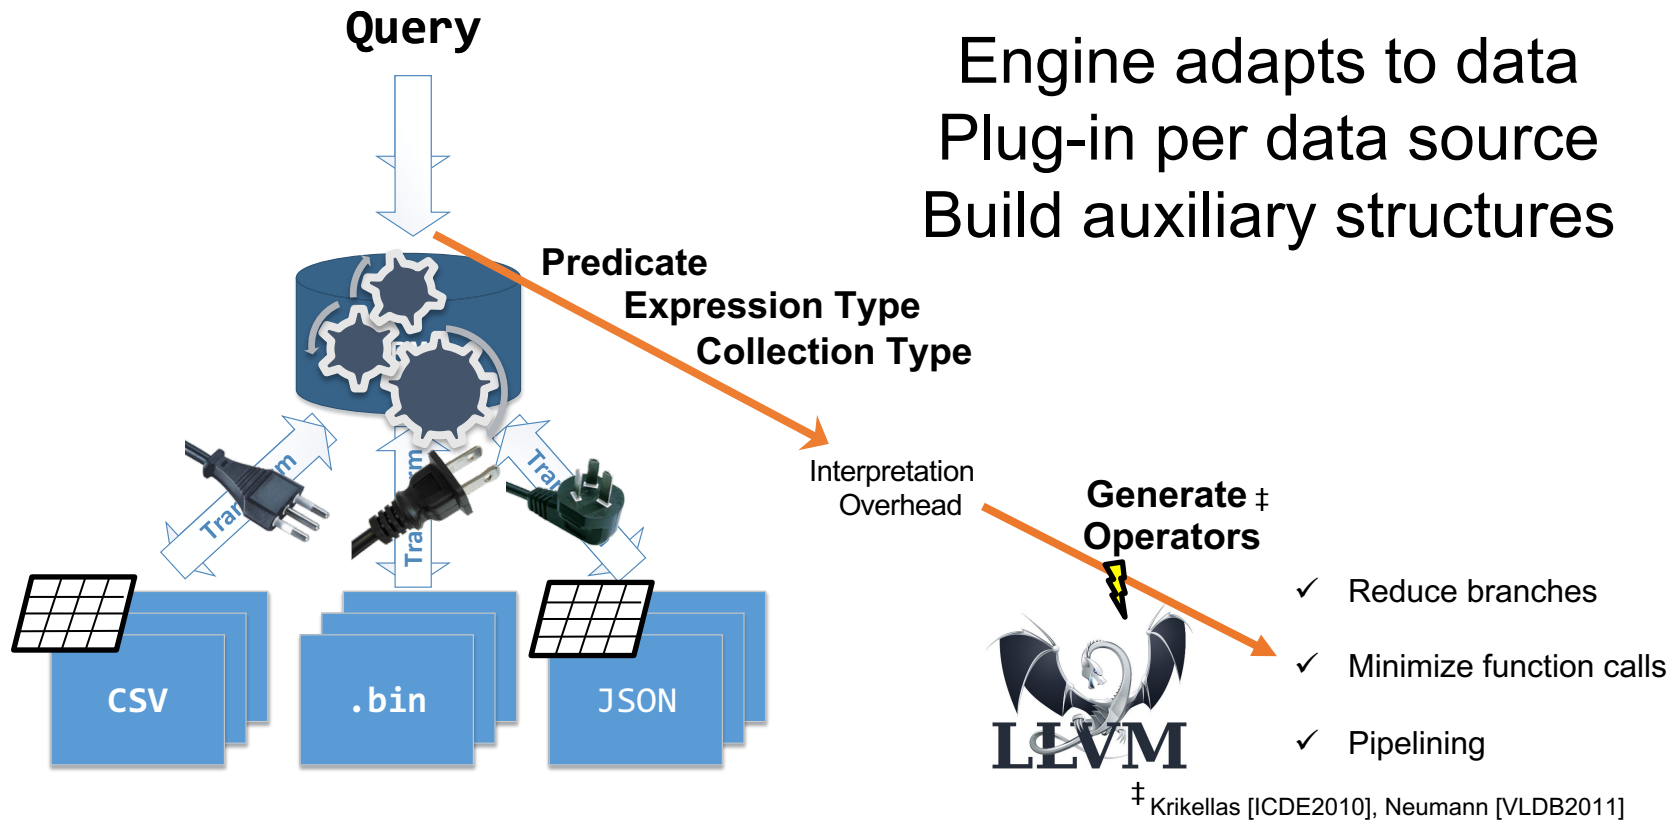 Query
Engine adapts to data
Plug-in per data source
Build auxiliary structures
Predicate
Expression Type
Collection Type
Interpretation
Overhead
Generate ‡
Operators
✓ Reduce branches
✓ Minimize function calls
✓ Pipelining
CSV
.bin
JSON
LLVM
‡ Krikellas [ICDE2010], Neumann [VLDB2011]